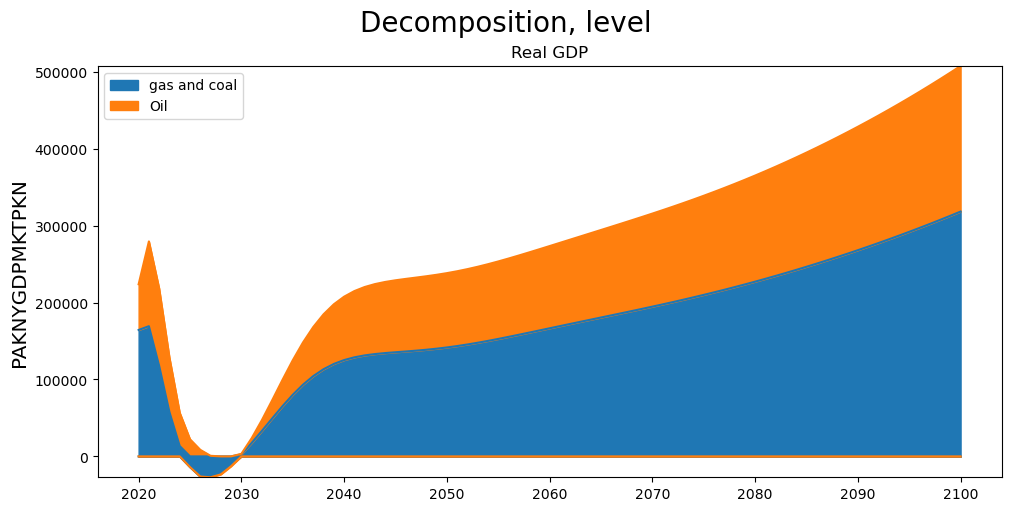 Decomposition, level
Real GDP
gas and coal
Oil
PAKNYGDPMKTPKN
500000
400000
300000
200000
100000
0
2020 2030 2040 2050 2060 2070 2080 2090 2100